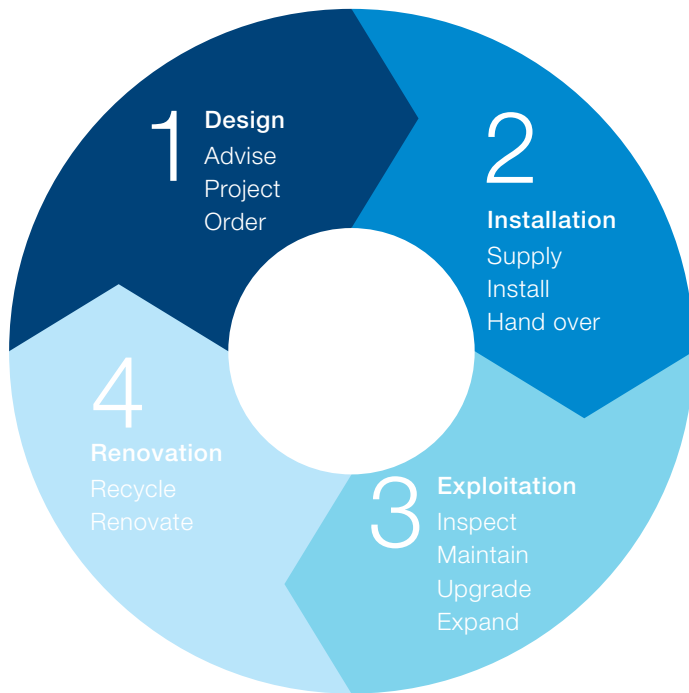 1
Design
Advise
Project
Order
2
Installation
Supply
Install
Hand over
3
Exploitation
Inspect
Maintain
Upgrade
Expand
4
Renovation
Recycle
Renovate